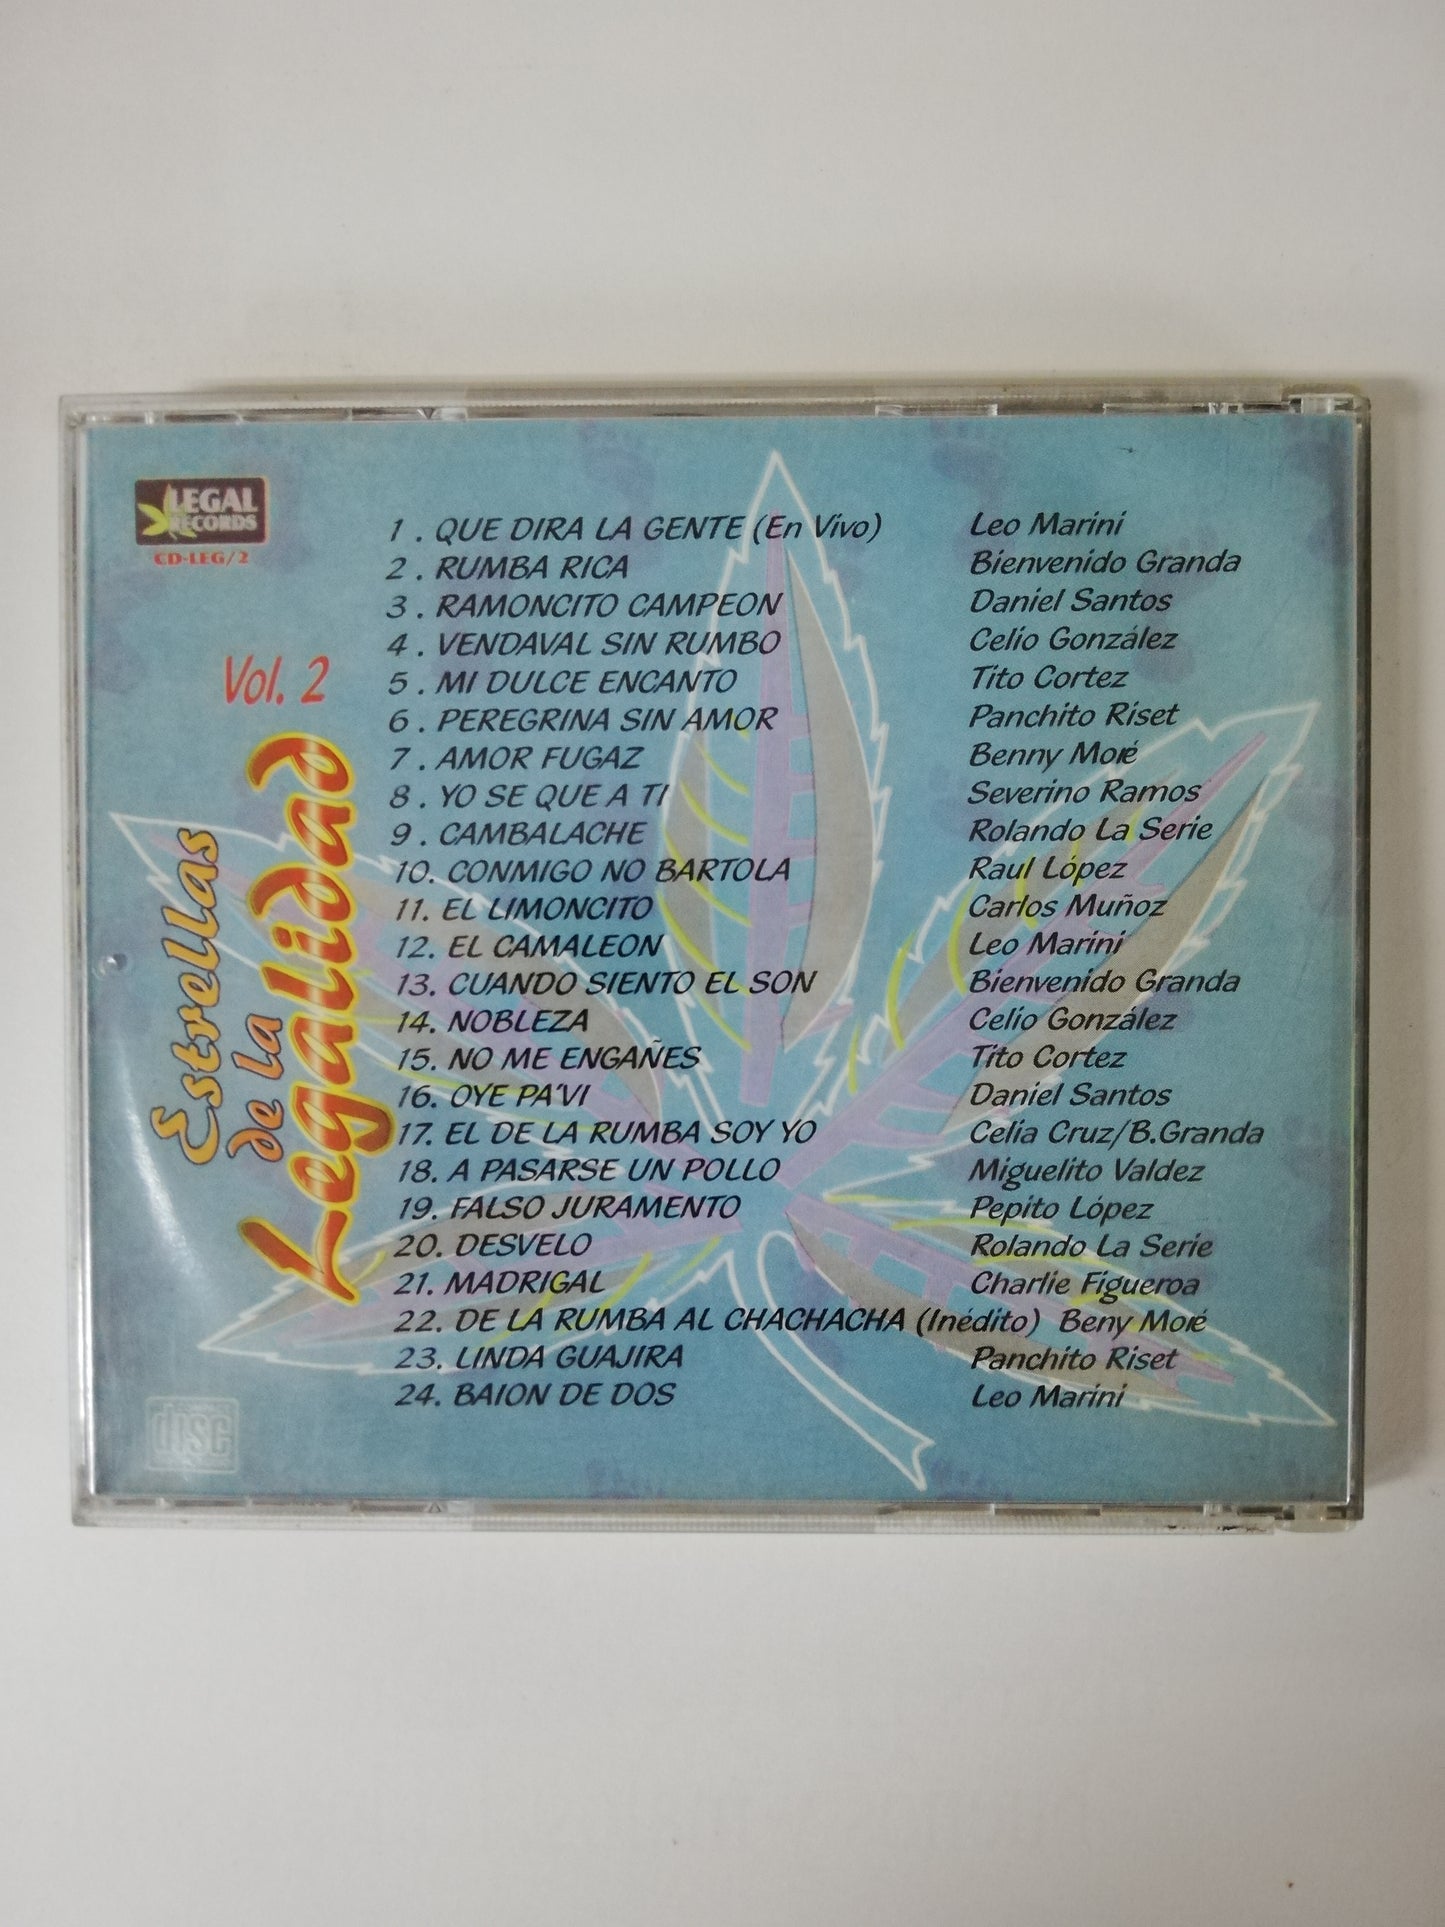 LEGAL
RECORDS
CD-LEG/2
Vol. 2
Estrellas
de la
Legalidad
1 . QUE DIRA LA GENTE (En Vivo) Leo Marini
2 . RUMBA RICA Bienvenido Granda
3 . RAMONCITO CAMPEON Daniel Santos
4 . VENDAVAL SIN RUMBO Celio González
5 . MI DULCE ENCANTO Tito Cortez
6 . PEREGRINA SIN AMOR Panchito Riset
7 . AMOR FUGAZ Benny Moré
8 . YO SE QUE A TI Severino Ramos
9 . CAMBALACHE Rolando La Serie
10. CONMIGO NO BARTOLA Raul López
11. EL LIMONCITO Carlos Muñoz
12. EL CAMALEON Leo Marini
13. CUANDO SIENTO EL SON Bienvenido Granda
14. NOBLEZA Celio González
15. NO ME ENGAÑES Tito Cortez
16. OYE PA'VI Daniel Santos
17. EL DE LA RUMBA SOY YO Celia Cruz/B.Granda
18. A PASARSE UN POLLO Miguelito Valdez
19. FALSO JURAMENTO Pepito López
20. DESVELO Rolando La Serie
21. MADRIGAL Charlie Figueroa
22. DE LA RUMBA AL CHACHACHA (Inédito) Beny Moré
23. LINDA GUAJIRA Panchito Riset
24. BAION DE DOS Leo Marini
disc